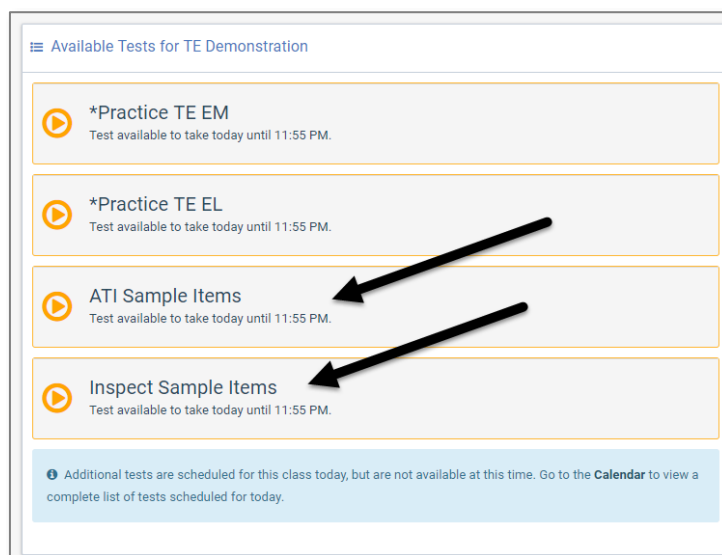 Available Tests for TE Demonstration
*Practice TE EM
Test available to take today until 11:55 PM.
*Practice TE EL
Test available to take today until 11:55 PM.
ATI Sample Items
Test available to take today until 11:55 PM.
Inspect Sample Items
Test available to take today until 11:55 PM.
Additional tests are scheduled for this class today, but are not available at this time. Go to the Calendar to view a
complete list of tests scheduled for today.